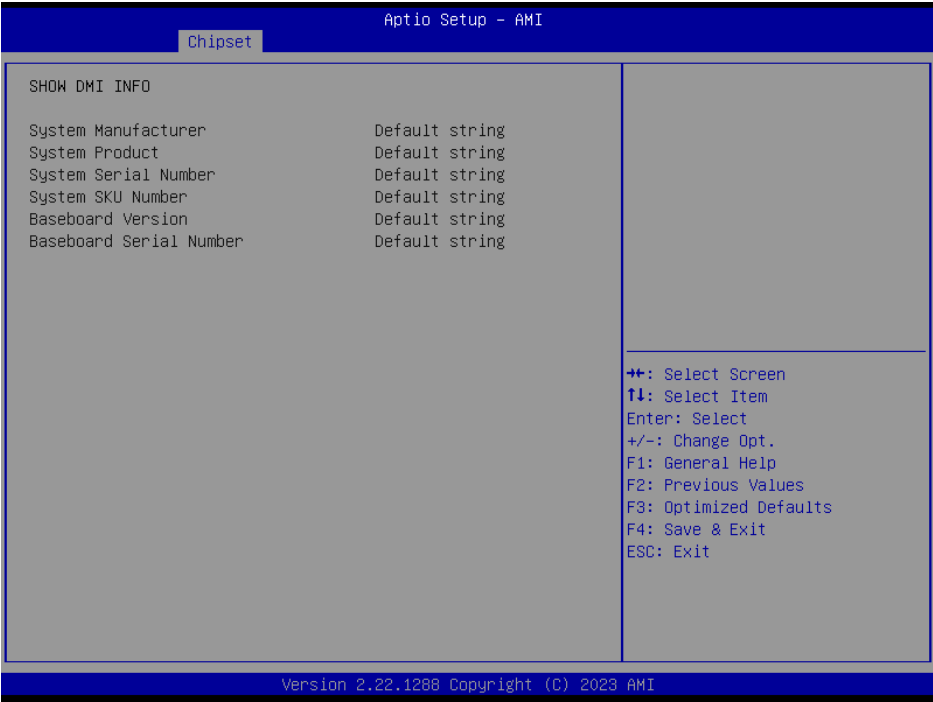 Aptio Setup – AMI
Chipset
SHOW DMI INFO
System Manufacturer Default string
System Product Default string
System Serial Number Default string
System SKU Number Default string
Baseboard Version Default string
Baseboard Serial Number Default string
→←: Select Screen
↑↓: Select Item
Enter: Select
+/-: Change Opt.
F1: General Help
F2: Previous Values
F3: Optimized Defaults
F4: Save & Exit
ESC: Exit
Version 2.22.1288 Copyright (C) 2023 AMI